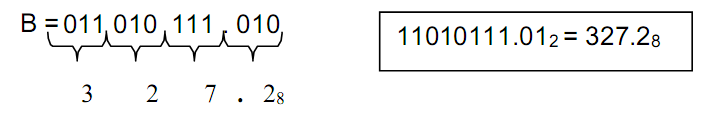 B = 011 010 111 . 010
11010111.01₂ = 327.2₈
3 2 7 . 2₈